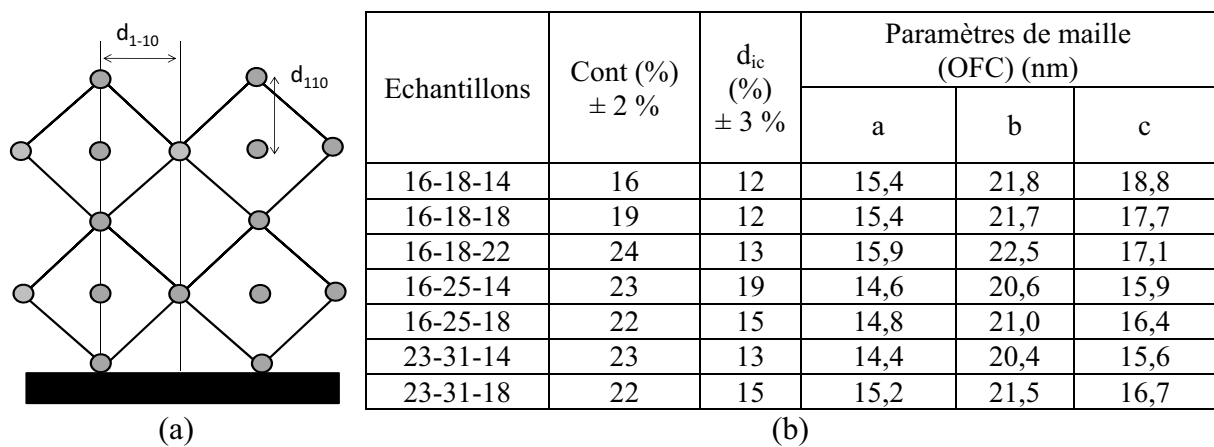 d1-10
d110
(a)
Echantillons Cont (%) ± 2 % dic (%) ± 3 % Paramètres de maille (OFC) (nm)
a b c
16-18-14 16 12 15,4 21,8 18,8
16-18-18 19 12 15,4 21,7 17,7
16-18-22 24 13 15,9 22,5 17,1
16-25-14 23 19 14,6 20,6 15,9
16-25-18 22 15 14,8 21,0 16,4
23-31-14 23 13 14,4 20,4 15,6
23-31-18 22 15 15,2 21,5 16,7
(b)